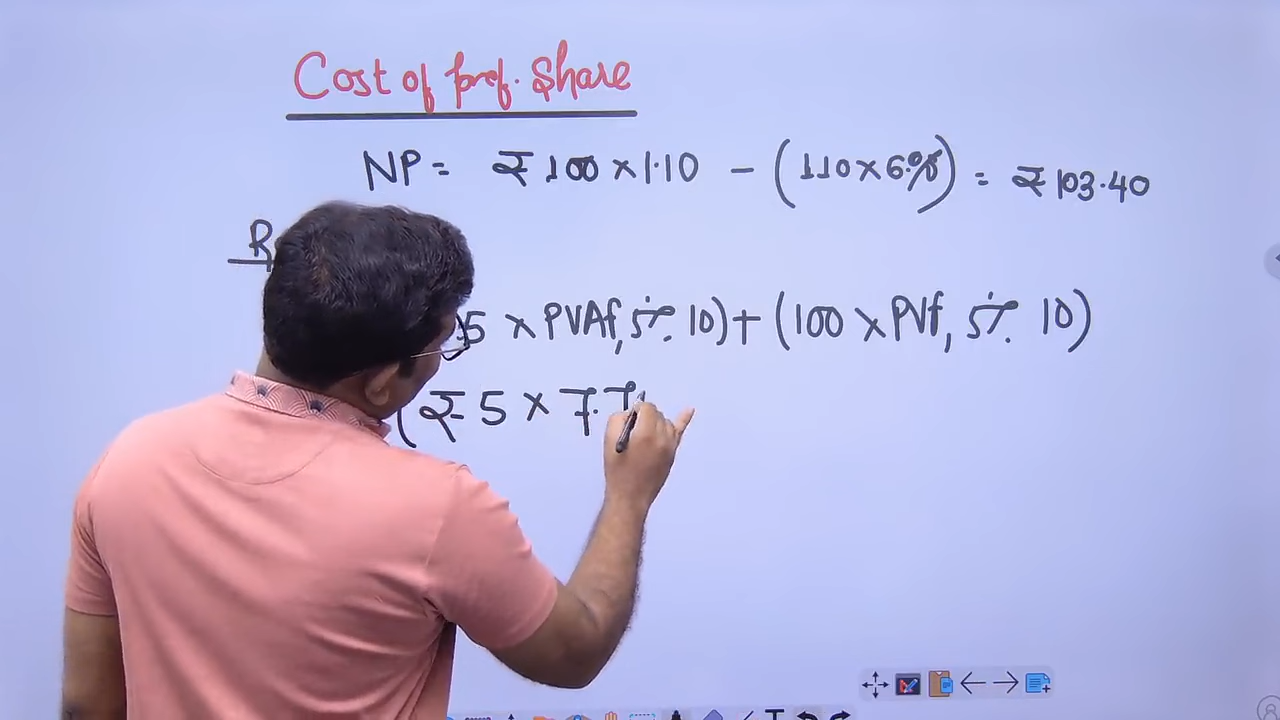 Cost of pref. Share
NP = ₹ 100 × 1.10 - (110 × 6%) = ₹ 103.40
R
5 × PVAf, 5% 10) + (100 × PVf, 5% 10)
(₹ 5 × 7.7